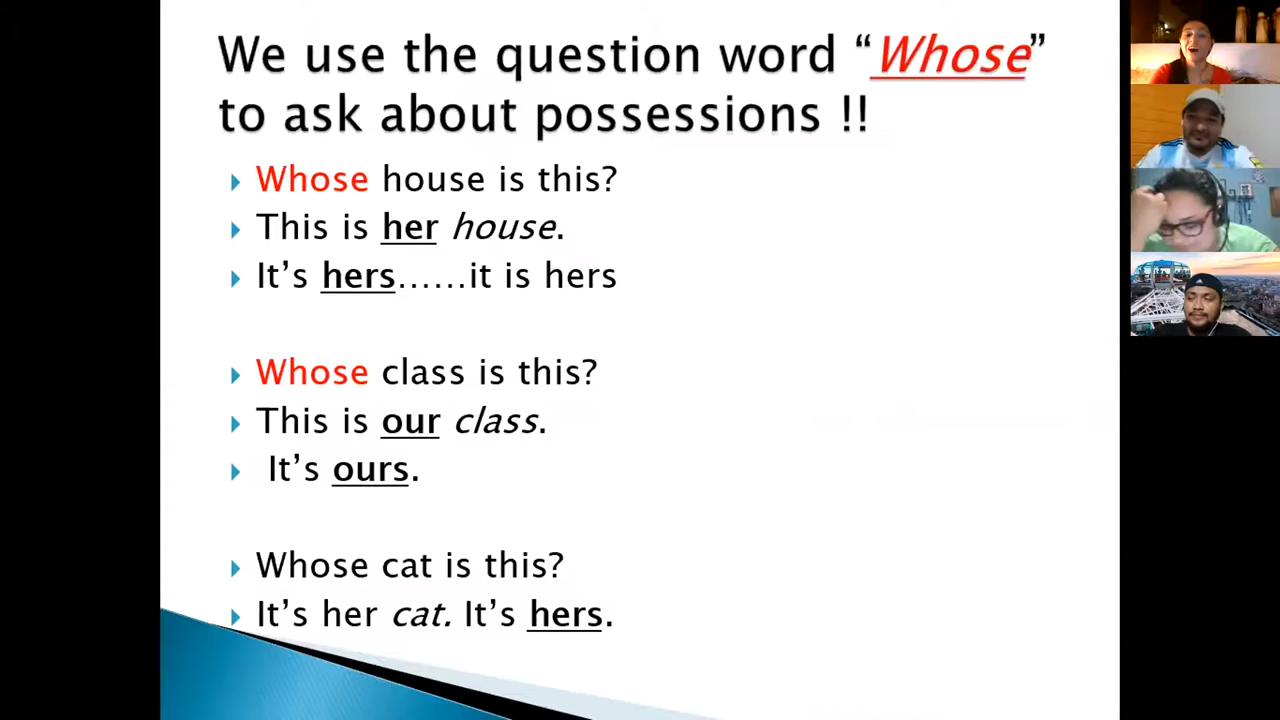 We use the question word “Whose”
to ask about possessions !!
Whose house is this?
This is her house.
It’s hers……it is hers
Whose class is this?
This is our class.
It’s ours.
Whose cat is this?
It’s her cat. It’s hers.